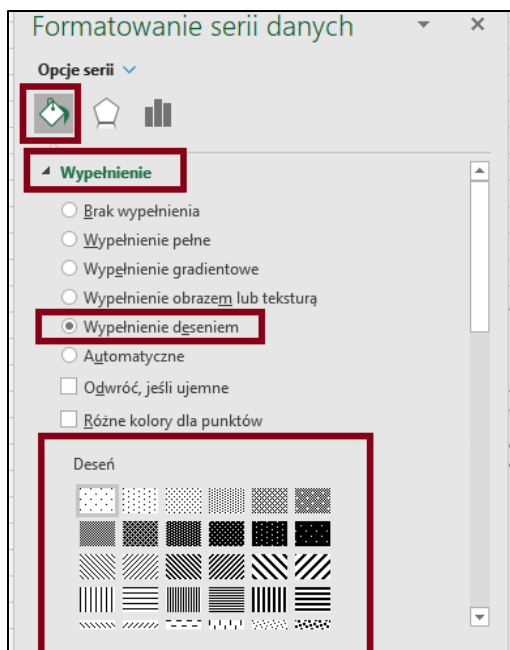 Formatowanie serii danych
Opcje serii
Wypełnienie
Brak wypełnienia
Wypełnienie pełne
Wypełnienie gradientowe
Wypełnienie obrazem lub teksturą
Wypełnienie deseniem
Automatyczne
Odwróć, jeśli ujemne
Różne kolory dla punktów
Deseń